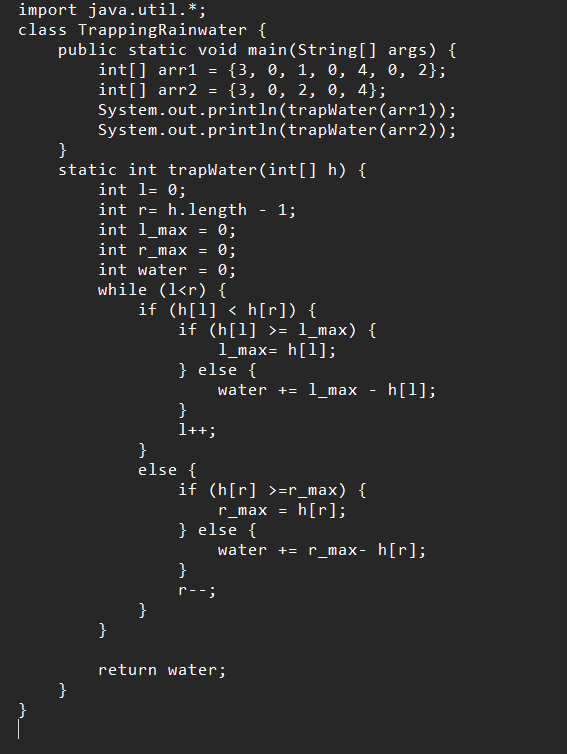 import java.util.*;
class TrappingRainwater {
    public static void main(String[] args) {
        int[] arr1 = {3, 0, 1, 0, 4, 0, 2};
        int[] arr2 = {3, 0, 2, 0, 4};
        System.out.println(trapWater(arr1));
        System.out.println(trapWater(arr2));
    }
    static int trapWater(int[] h) {
        int l= 0;
        int r= h.length - 1;
        int l_max = 0;
        int r_max = 0;
        int water = 0;
        while (l<r) {
            if (h[l] < h[r]) {
                if (h[l] >= l_max) {
                    l_max= h[l];
                } else {
                    water += l_max - h[l];
                }
                l++;
            }
            else {
                if (h[r] >=r_max) {
                    r_max = h[r];
                } else {
                    water += r_max- h[r];
                }
                r--;
            }
        }

        return water;
    }
}